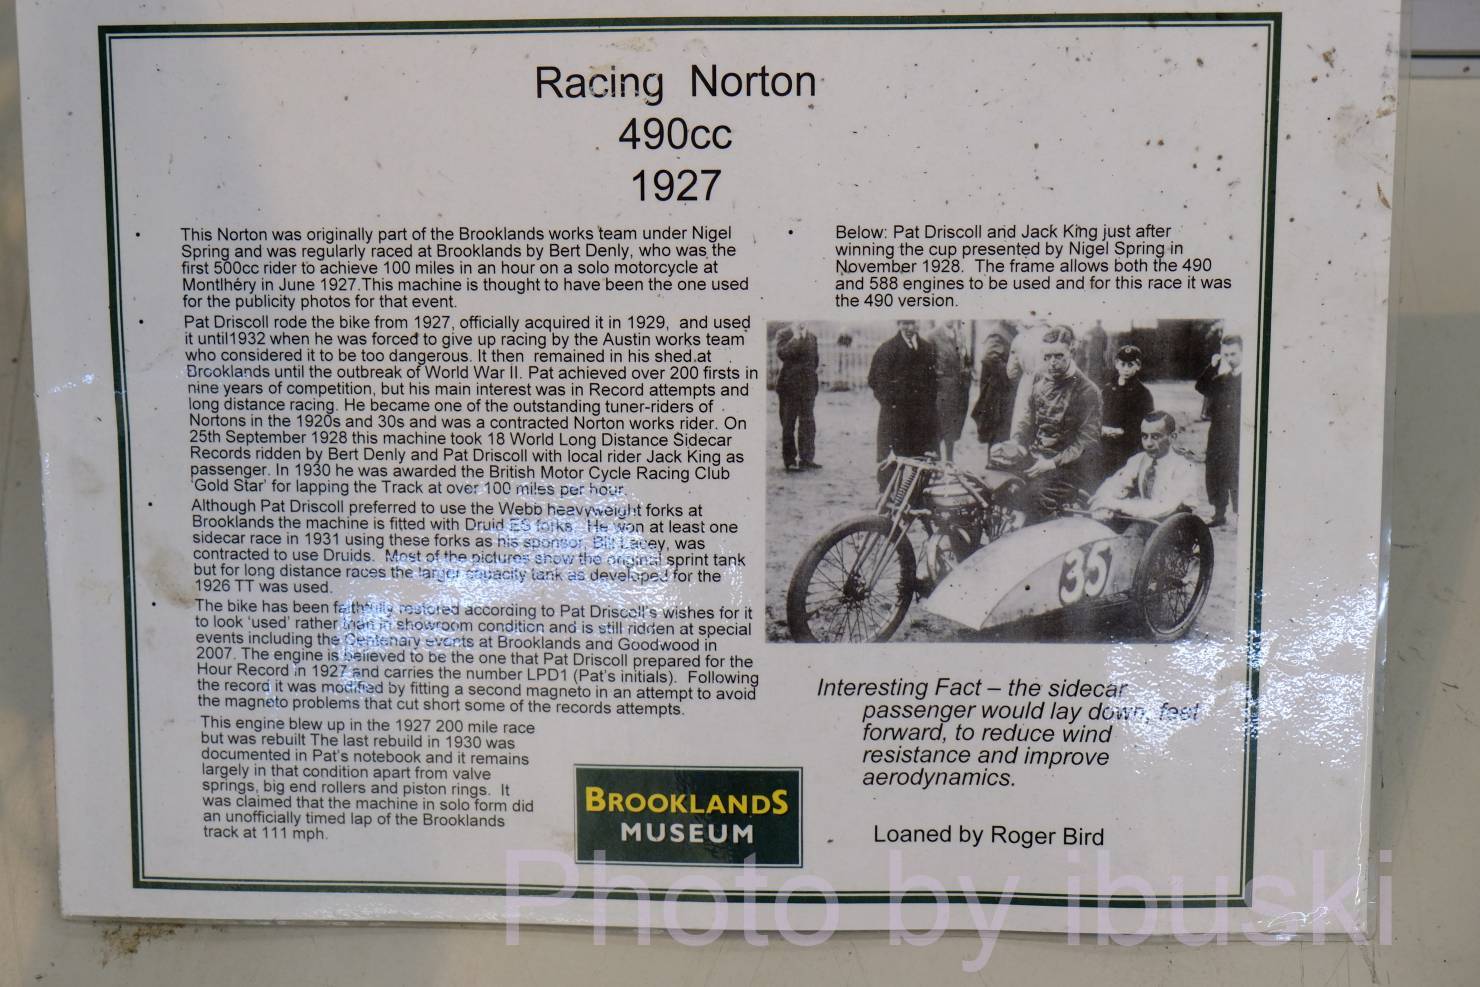 Racing Norton
490cc
1927
• This Norton was originally part of the Brooklands works team under Nigel
Spring and was regularly raced at Brooklands by Bert Denly, who was the
first 500cc rider to achieve 100 miles in an hour on a solo motorcycle at
Montlhéry in June 1927.This machine is thought to have been the one used
for the publicity photos for that event.
• Pat Driscoll rode the bike from 1927, officially acquired it in 1929, and used
it until1932 when he was forced to give up racing by the Austin works team
who considered it to be too dangerous. It then remained in his shed at
Brooklands until the outbreak of World War II. Pat achieved over 200 firsts in
nine years of competition, but his main interest was in Record attempts and
long distance racing. He became one of the outstanding tuner-riders of
Nortons in the 1920s and 30s and was a contracted Norton works rider. On
25th September 1928 this machine took 18 World Long Distance Sidecar
Records ridden by Bert Denly and Pat Driscoll with local rider Jack King as
passenger. In 1930 he was awarded the British Motor Cycle Racing Club
'Gold Star' for lapping the Track at over 100 miles per hour.
• Although Pat Driscoll preferred to use the Webb heavyweight forks at
Brooklands the machine is fitted with Druid ES forks. He won at least one
sidecar race in 1931 using these forks as his sponsor, Bill Lacey, was
contracted to use Druids. Most of the pictures show the original sprint tank
but for long distance races the larger capacity tank as developed for the
1926 TT was used.
• The bike has been faithfully restored according to Pat Driscoll's wishes for it
to look 'used' rather than in showroom condition and is still ridden at special
events including the Centenary events at Brooklands and Goodwood in
2007. The engine is believed to be the one that Pat Driscoll prepared for the
Hour Record in 1927 and carries the number LPD1 (Pat's initials). Following
the record it was modified by fitting a second magneto in an attempt to avoid
the magneto problems that cut short some of the records attempts.
This engine blew up in the 1927 200 mile race
but was rebuilt The last rebuild in 1930 was
documented in Pat's notebook and it remains
largely in that condition apart from valve
springs, big end rollers and piston rings. It
was claimed that the machine in solo form did
an unofficially timed lap of the Brooklands
track at 111 mph.
BROOKLANDS
MUSEUM
• Below: Pat Driscoll and Jack King just after
winning the cup presented by Nigel Spring in
November 1928. The frame allows both the 490
and 588 engines to be used and for this race it was
the 490 version.
35
Interesting Fact – the sidecar
passenger would lay down, feet
forward, to reduce wind
resistance and improve
aerodynamics.
Loaned by Roger Bird
Photo by ibuski